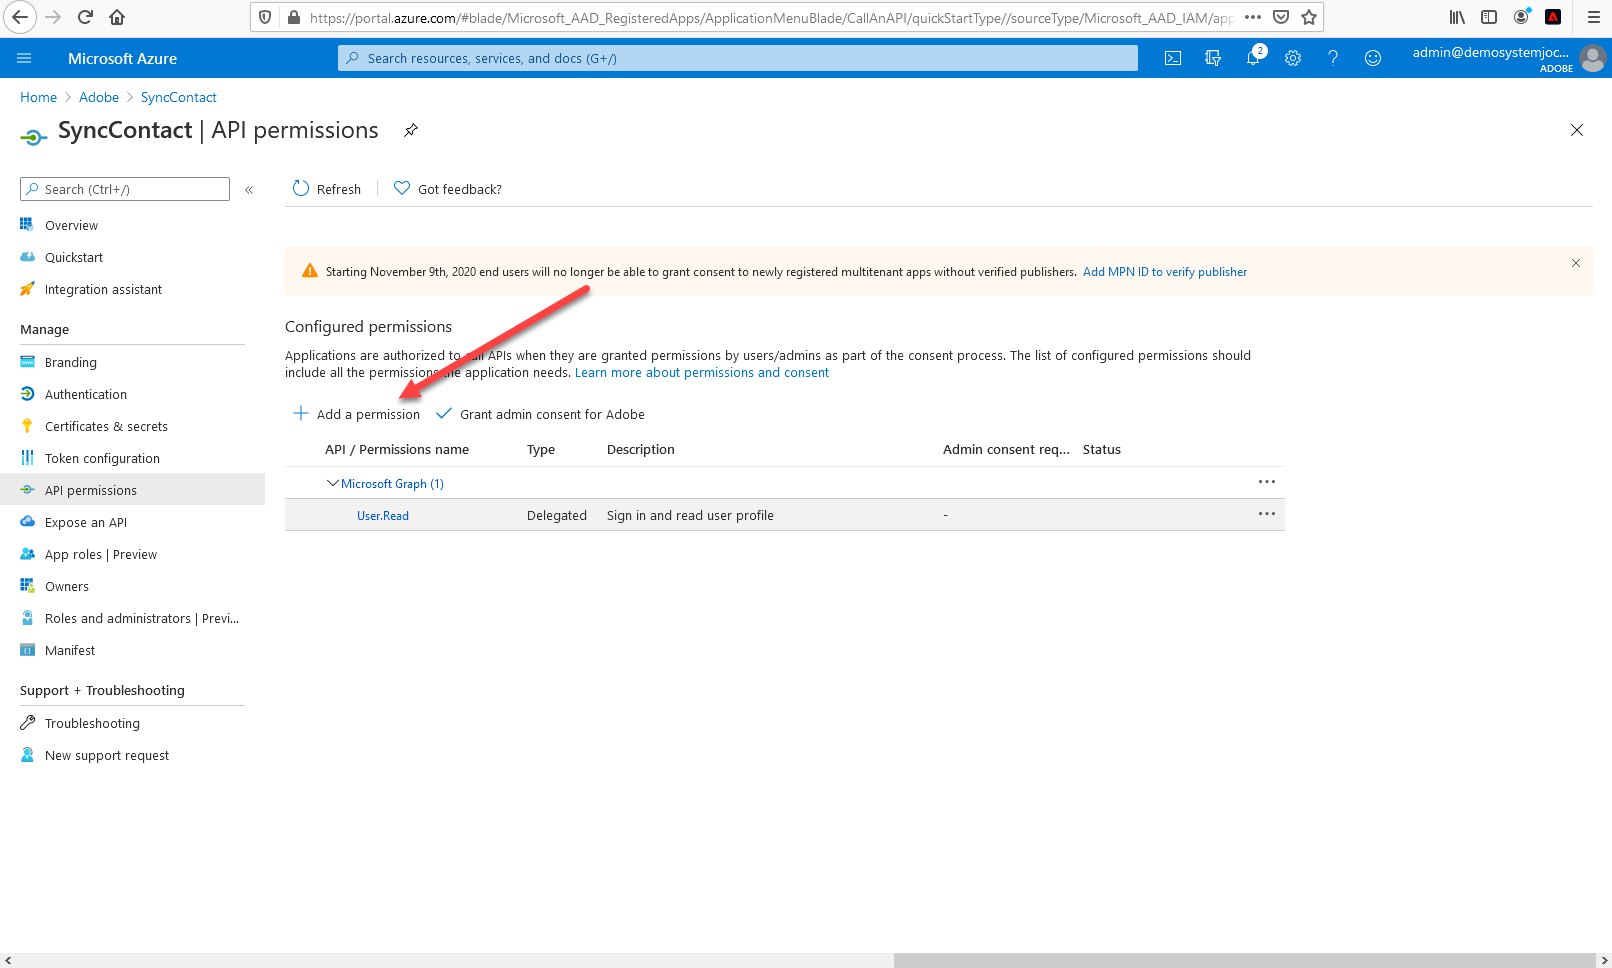 https://portal.azure.com/#blade/Microsoft_AAD_RegisteredApps/ApplicationMenuBlade/CallAnAPI/quickStartType//sourceType/Microsoft_AAD_IAM/app
Microsoft Azure
Search resources, services, and docs (G+/)
2
admin@demosystemjoc...
ADOBE
Home > Adobe > SyncContact
SyncContact | API permissions
Search (Ctrl+/)
«
Refresh
Got feedback?
Overview
Quickstart
Integration assistant
Manage
Branding
Authentication
Certificates & secrets
Token configuration
API permissions
Expose an API
App roles | Preview
Owners
Roles and administrators | Previ...
Manifest
Support + Troubleshooting
Troubleshooting
New support request
Starting November 9th, 2020 end users will no longer be able to grant consent to newly registered multitenant apps without verified publishers. Add MPN ID to verify publisher
Configured permissions
Applications are authorized to call APIs when they are granted permissions by users/admins as part of the consent process. The list of configured permissions should
include all the permissions the application needs. Learn more about permissions and consent
Add a permission
Grant admin consent for Adobe
API / Permissions name Type Description Admin consent req... Status
Microsoft Graph (1) ...
User.Read Delegated Sign in and read user profile - ...